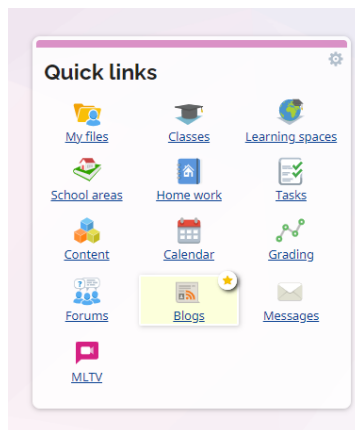 Quick links
My files Classes Learning spaces
School areas Home work Tasks
Content Calendar Grading
Forums Blogs Messages
MLTV